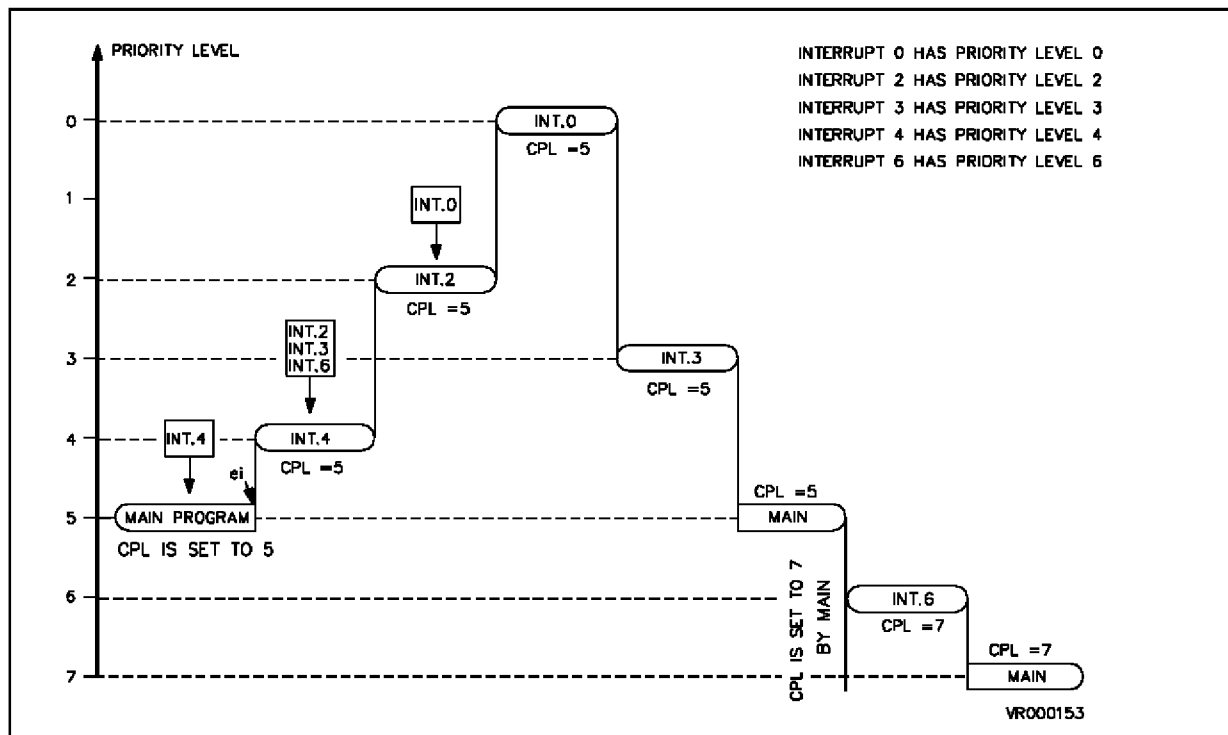 PRIORITY LEVEL
INTERRUPT 0 HAS PRIORITY LEVEL 0
INTERRUPT 2 HAS PRIORITY LEVEL 2
INTERRUPT 3 HAS PRIORITY LEVEL 3
INTERRUPT 4 HAS PRIORITY LEVEL 4
INTERRUPT 6 HAS PRIORITY LEVEL 6
0
INT.0
CPL =5
1
INT.0
2
INT.2
CPL =5
INT.2
INT.3
INT.6
3
INT.3
CPL =5
4
INT.4
INT.4
CPL =5
ei
CPL =5
5
MAIN PROGRAM
MAIN
CPL IS SET TO 5
CPL IS SET TO 7
BY MAIN
6
INT.6
CPL =7
CPL =7
7
MAIN
VR000153